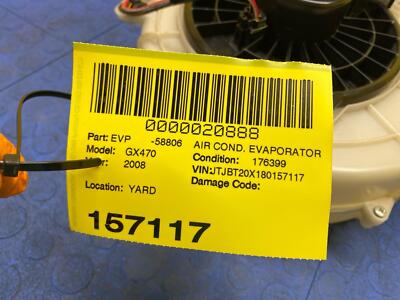 0000020888
Part: EVP -58806 AIR COND. EVAPORATOR
Model: GX470 Condition: 176399
2008 VIN:JTJBT20X180157117
Location: YARD Damage Code:
157117